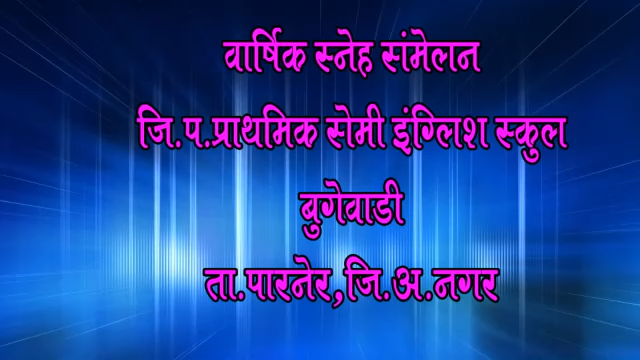 वार्षिक स्नेह संमेलन
जि.प.प्राथमिक सेमी इंग्लिश स्कुल
बुगेवाडी
ता.पारनेर,जि.अ.नगर